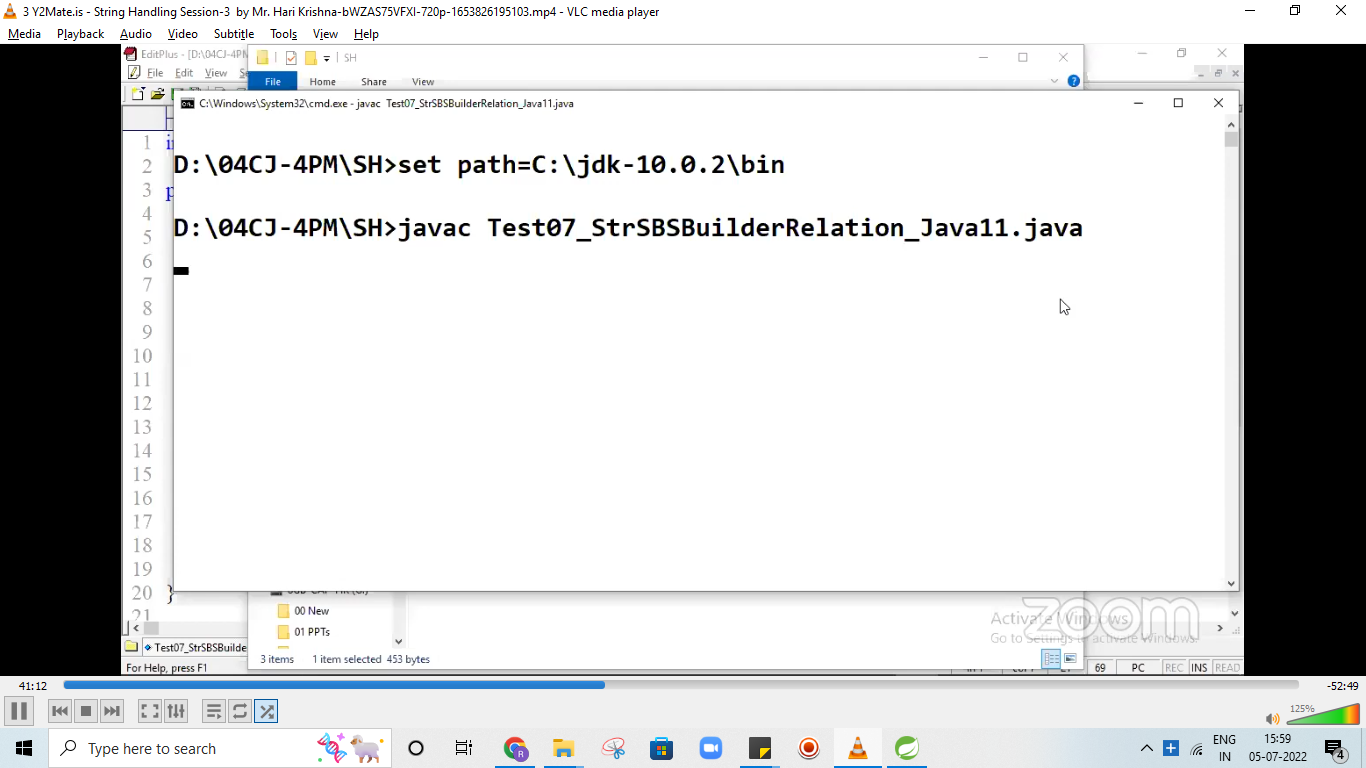 3 Y2Mate.is - String Handling Session-3 by Mr. Hari Krishna-bWZAS75VFXI-720p-1653826195103.mp4 - VLC media player
Media Playback Audio Video Subtitle Tools View Help
EditPlus - [D:\04CJ-4PM
SH
File Edit View
File Home Share View
C:\Windows\System32\cmd.exe - javac Test07_StrSBSBuilderRelation_Java11.java
1
2
3
4
5
6
7
8
9
10
11
12
13
14
15
16
17
18
19
20 }
21
D:\04CJ-4PM\SH>set path=C:\jdk-10.0.2\bin
D:\04CJ-4PM\SH>javac Test07_StrSBSBuilderRelation_Java11.java
00 New
01 PPTs
Activate Windows
Go to Settings to activate Windows.
zoom
Test07_StrSBSBuilde
3 items 1 item selected 453 bytes
For Help, press F1
69 PC REC INS READ
41:12
-52:49
125%
Type here to search
ENG
IN
15:59
05-07-2022
4